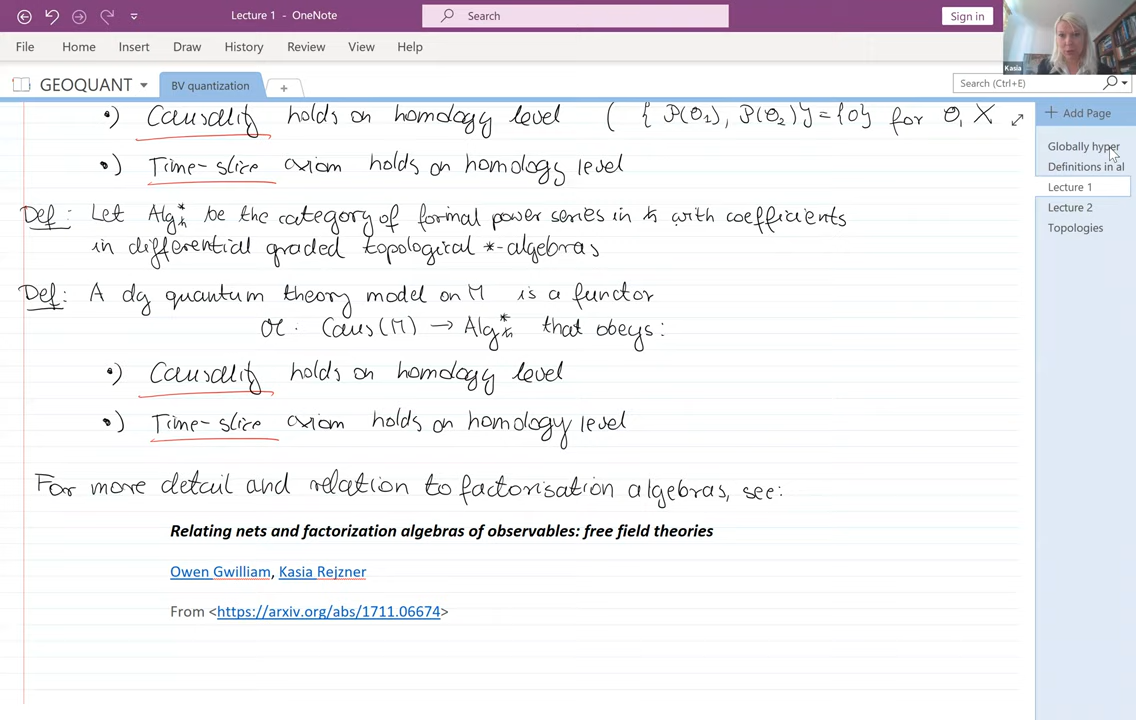 Lecture 1 - OneNote
Search
Sign in
File Home Insert Draw History Review View Help
Kasia
GEOQUANT
BV quantization
Search (Ctrl+E)
•) Causality holds on homology level ( { P(O₁), P(O₂)} = {0} for O₁ X
Add Page
Globally hyper
Definitions in al
Lecture 1
Lecture 2
Topologies
•) Time-slice axiom holds on homology level
Def: Let Alg*ℏ be the category of formal power series in ℏ with coefficients
in differential graded topological *-algebras
Def: A dg quantum theory model on M is a functor
Ol: Caus(M) → Alg*ℏ that obeys:
•) Causality holds on homology level
•) Time-slice axiom holds on homology level
For more detail and relation to factorisation algebras, see:
Relating nets and factorization algebras of observables: free field theories
Owen Gwilliam, Kasia Rejzner
From <https://arxiv.org/abs/1711.06674>